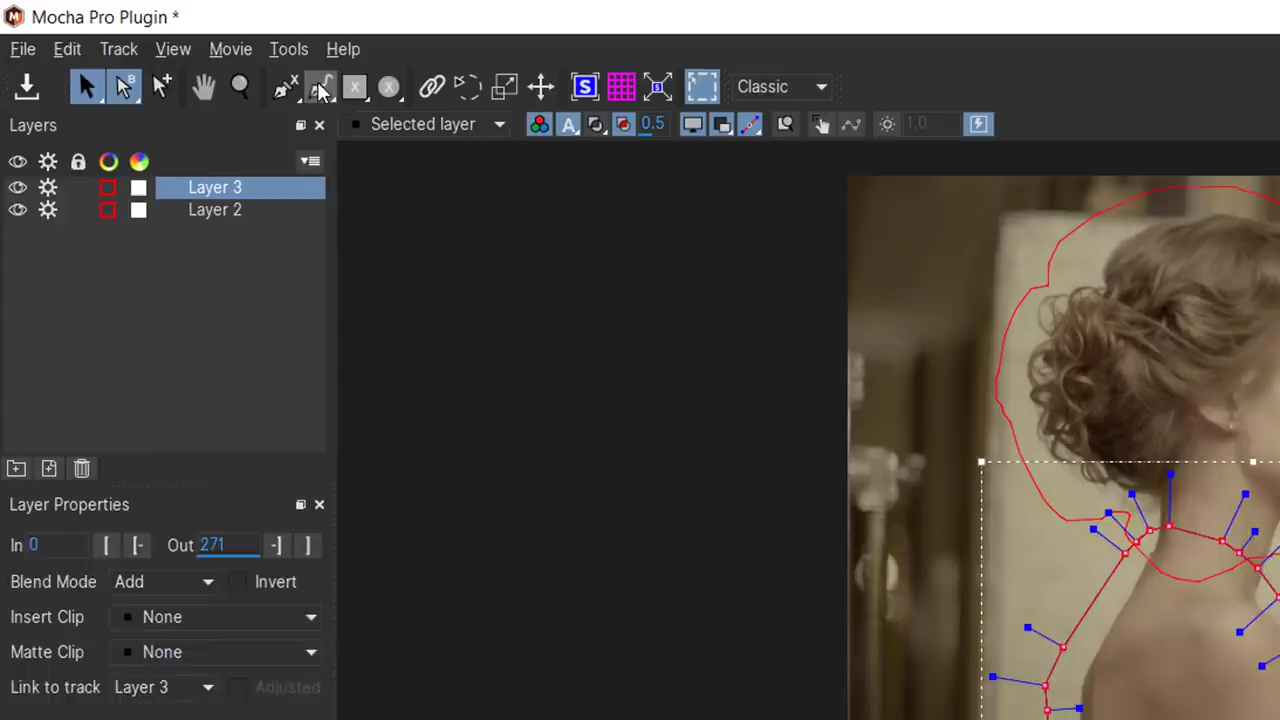 Mocha Pro Plugin *
File Edit Track View Movie Tools Help
Classic
Layers
Selected layer
A
0.5
1.0
Layer 3
Layer 2
Layer Properties
In 0 Out 271
Blend Mode Add Invert
Insert Clip None
Matte Clip None
Link to track Layer 3 Adjusted